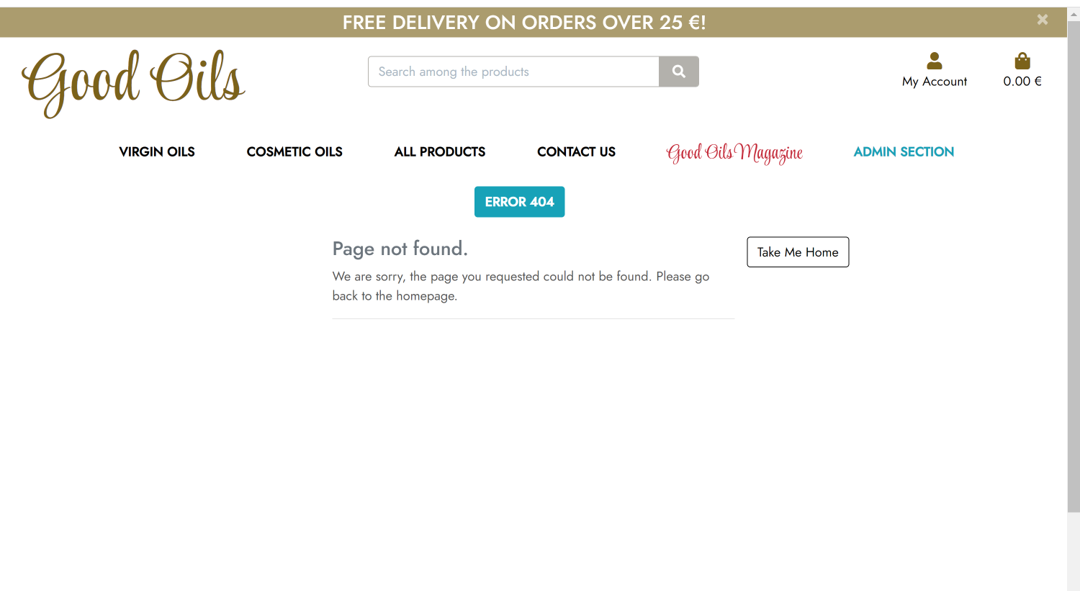 FREE DELIVERY ON ORDERS OVER 25 €!
Good Oils
Search among the products
My Account
0.00 €
VIRGIN OILS
COSMETIC OILS
ALL PRODUCTS
CONTACT US
Good Oils Magazine
ADMIN SECTION
ERROR 404
Page not found.
We are sorry, the page you requested could not be found. Please go
back to the homepage.
Take Me Home